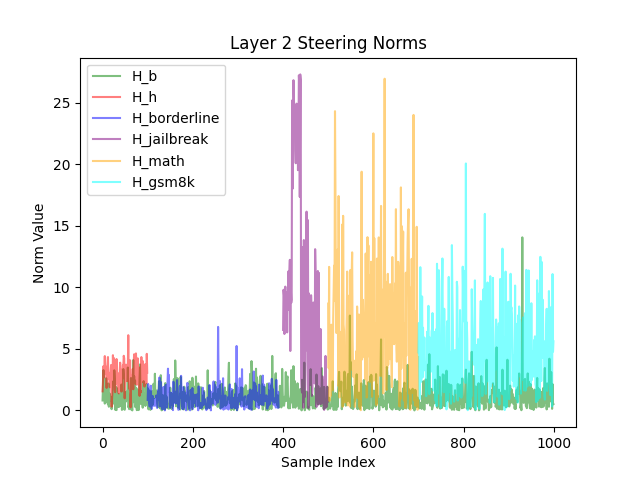 Layer 2 Steering Norms
H_b
H_h
H_borderline
H_jailbreak
H_math
H_gsm8k
Norm Value
25
20
15
10
5
0
0 200 400 600 800 1000
Sample Index